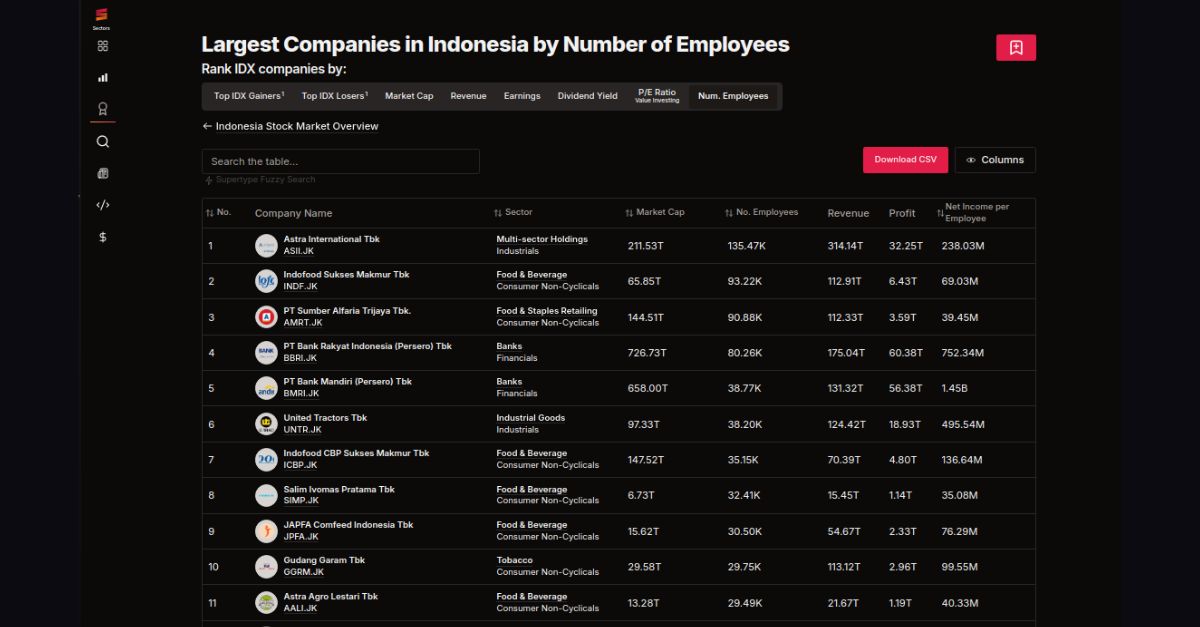 Sectors
Largest Companies in Indonesia by Number of Employees
Rank IDX companies by:
Top IDX Gainers¹ Top IDX Losers¹ Market Cap Revenue Earnings Dividend Yield P/E Ratio Value Investing Num. Employees
← Indonesia Stock Market Overview
Search the table...
Download CSV Columns
Supertype Fuzzy Search
No. Company Name Sector Market Cap No. Employees Revenue Profit Net Income per Employee
1 Astra International Tbk Multi-sector Holdings 211.53T 135.47K 314.14T 32.25T 238.03M
ASII.JK Industrials
2 Indofood Sukses Makmur Tbk Food & Beverage 65.85T 93.22K 112.91T 6.43T 69.03M
INDF.JK Consumer Non-Cyclicals
3 PT Sumber Alfaria Trijaya Tbk. Food & Staples Retailing 144.51T 90.88K 112.33T 3.59T 39.45M
AMRT.JK Consumer Non-Cyclicals
4 PT Bank Rakyat Indonesia (Persero) Tbk Banks 726.73T 80.26K 175.04T 60.38T 752.34M
BBRI.JK Financials
5 PT Bank Mandiri (Persero) Tbk Banks 658.00T 38.77K 131.32T 56.38T 1.45B
BMRI.JK Financials
6 United Tractors Tbk Industrial Goods 97.33T 38.20K 124.42T 18.93T 495.54M
UNTR.JK Industrials
7 Indofood CBP Sukses Makmur Tbk Food & Beverage 147.52T 35.15K 70.39T 4.80T 136.64M
ICBP.JK Consumer Non-Cyclicals
8 Salim Ivomas Pratama Tbk Food & Beverage 6.73T 32.41K 15.45T 1.14T 35.08M
SIMP.JK Consumer Non-Cyclicals
9 JAPFA Comfeed Indonesia Tbk Food & Beverage 15.62T 30.50K 54.67T 2.33T 76.29M
JPFA.JK Consumer Non-Cyclicals
10 Gudang Garam Tbk Tobacco 29.58T 29.75K 113.12T 2.96T 99.55M
GGRM.JK Consumer Non-Cyclicals
11 Astra Agro Lestari Tbk Food & Beverage 13.28T 29.49K 21.67T 1.19T 40.33M
AALI.JK Consumer Non-Cyclicals